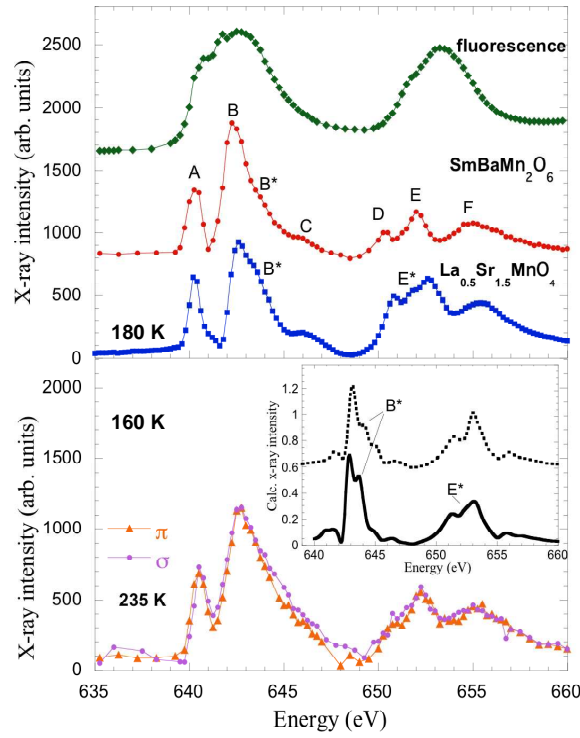 2500
2000
1500
1000
500
0
X-ray intensity (arb. units)
fluorescence
SmBaMn2O6
A
B
B*
C
D
E
F
La0.5Sr1.5MnO4
B*
E*
180 K
2000
1500
1000
500
0
X-ray intensity (arb. units)
160 K
π
σ
235 K
1.2
1
0.8
0.6
0.4
0.2
0
Calc. x-ray intensity
B*
E*
640 645 650 655 660
Energy (eV)
635 640 645 650 655 660
Energy (eV)